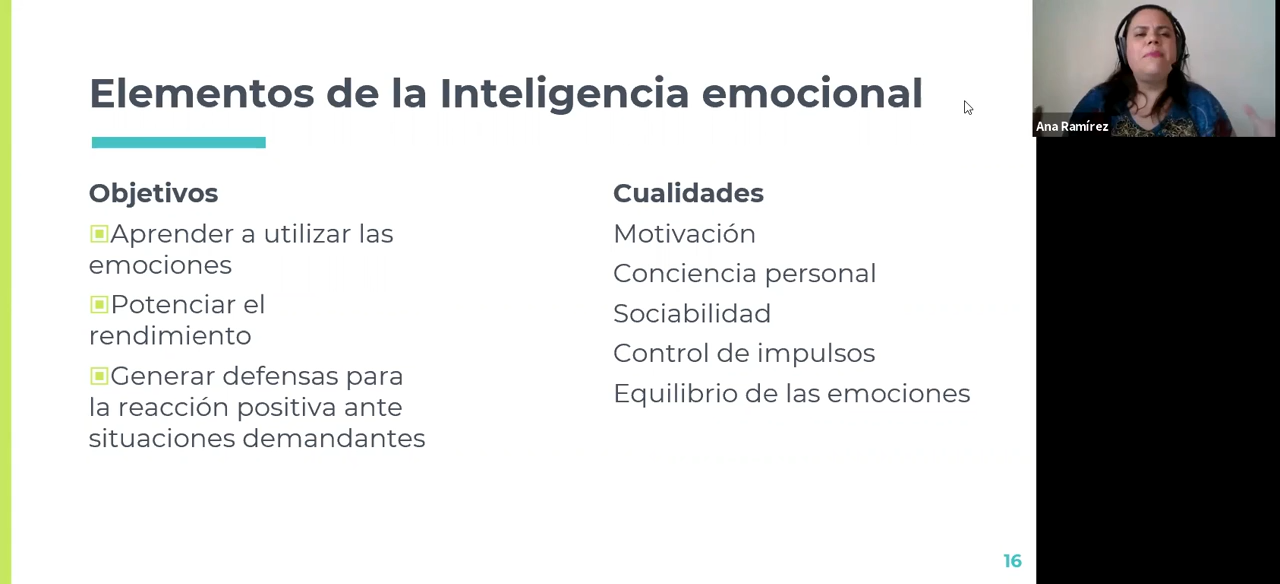 Elementos de la Inteligencia emocional
Objetivos
Aprender a utilizar las
emociones
Potenciar el
rendimiento
Generar defensas para
la reacción positiva ante
situaciones demandantes
Cualidades
Motivación
Conciencia personal
Sociabilidad
Control de impulsos
Equilibrio de las emociones
16
Ana Ramírez